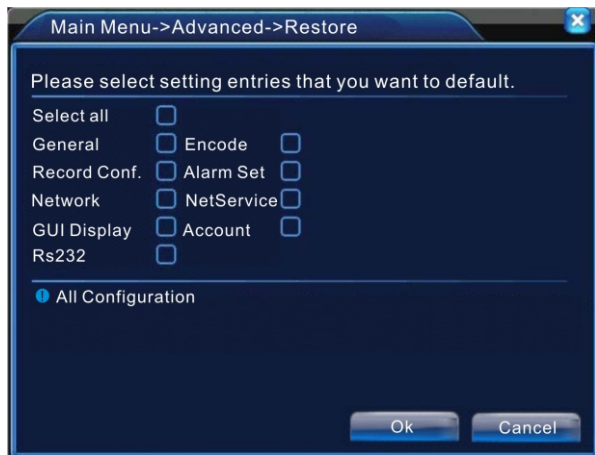 Main Menu->Advanced->Restore
Please select setting entries that you want to default.
Select all
General Encode
Record Conf. Alarm Set
Network NetService
GUI Display Account
Rs232
All Configuration
Ok Cancel